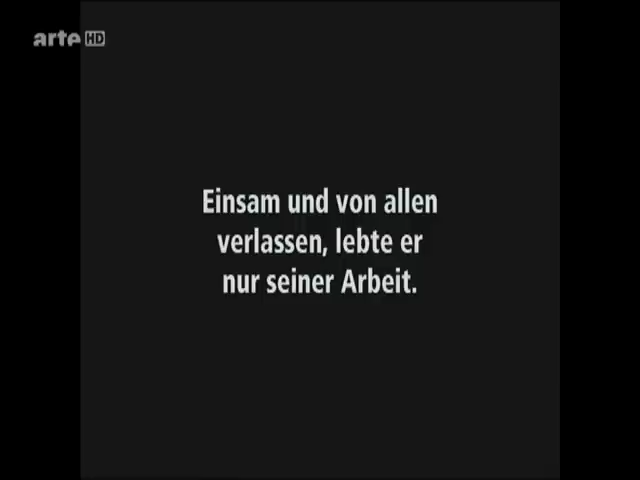 arte HD
Einsam und von allen
verlassen, lebte er
nur seiner Arbeit.